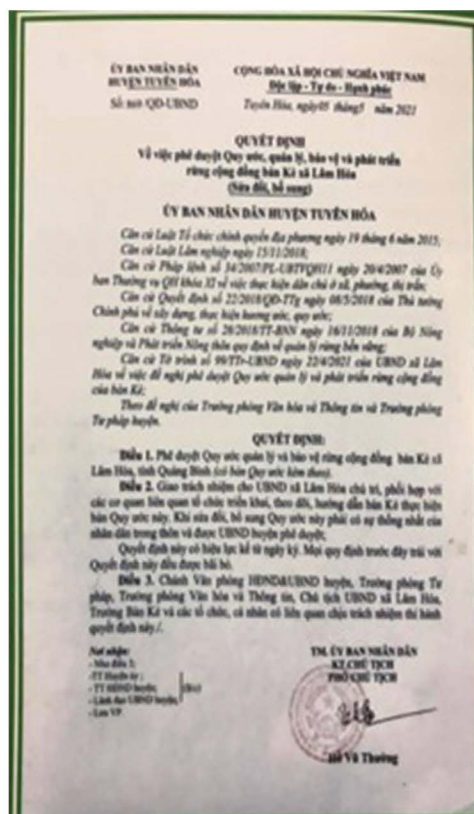 ỦY BAN NHÂN DÂN
HUYỆN TUYÊN HÓA
Số: /QĐ-UBND
CỘNG HÒA XÃ HỘI CHỦ NGHĨA VIỆT NAM
Độc lập - Tự do - Hạnh phúc
Tuyên Hóa, ngày 05 tháng 5 năm 2021
QUYẾT ĐỊNH
Về việc phê duyệt Quy ước, quản lý, bảo vệ và phát triển
rừng cộng đồng bản Kè xã Lâm Hóa
(Sửa đổi, bổ sung)
ỦY BAN NHÂN DÂN HUYỆN TUYÊN HÓA
Căn cứ Luật Tổ chức chính quyền địa phương ngày 19 tháng 6 năm 2015;
Căn cứ Luật Lâm nghiệp ngày 15/11/2018;
Căn cứ Pháp lệnh số 34/2007/PL-UBTVQH11 ngày 20/4/2007 của Ủy
ban Thường vụ QH khóa XI về việc thực hiện dân chủ ở xã, phường, thị trấn;
Căn cứ Quyết định số 22/2018/QĐ-TTg ngày 08/5/2018 của Thủ tướng
Chính phủ về xây dựng, thực hiện hương ước, quy ước;
Căn cứ Thông tư số 28/2018/TT-BNN ngày 16/11/2018 của Bộ Nông
nghiệp và Phát triển Nông thôn quy định về quản lý rừng bền vững;
Căn cứ Tờ trình số 99/TTr-UBND ngày 22/4/2021 của UBND xã Lâm
Hóa về việc đề nghị phê duyệt Quy ước quản lý và phát triển rừng cộng đồng
của bản Kè;
Theo đề nghị của Trưởng phòng Văn hóa và Thông tin và Trưởng phòng
Tư pháp huyện.
QUYẾT ĐỊNH:
Điều 1. Phê duyệt Quy ước quản lý và bảo vệ rừng cộng đồng bản Kè xã
Lâm Hóa, tỉnh Quảng Bình (có bản Quy ước kèm theo).
Điều 2. Giao trách nhiệm cho UBND xã Lâm Hóa chủ trì, phối hợp với
các cơ quan liên quan tổ chức triển khai, theo dõi, hướng dẫn bản Kè thực hiện
bản Quy ước này. Khi sửa đổi, bổ sung Quy ước này phải có sự thống nhất của
nhân dân trong thôn và được UBND huyện phê duyệt;
Quyết định này có hiệu lực kể từ ngày ký. Mọi quy định trước đây trái với
Quyết định này đều được bãi bỏ.
Điều 3. Chánh Văn phòng HĐND&UBND huyện, Trưởng phòng Tư
pháp, Trưởng phòng Văn hóa và Thông tin, Chủ tịch UBND xã Lâm Hóa,
Trưởng Bản Kè và các tổ chức, cá nhân có liên quan chịu trách nhiệm thi hành
quyết định này./.
Nơi nhận:
- Như điều 3;
- TT Huyện ủy;
- TT HĐND huyện;
- Lãnh đạo UBND huyện;
- Lưu VP.
TM. ỦY BAN NHÂN DÂN
KT. CHỦ TỊCH
PHÓ CHỦ TỊCH
Hồ Vũ Thường